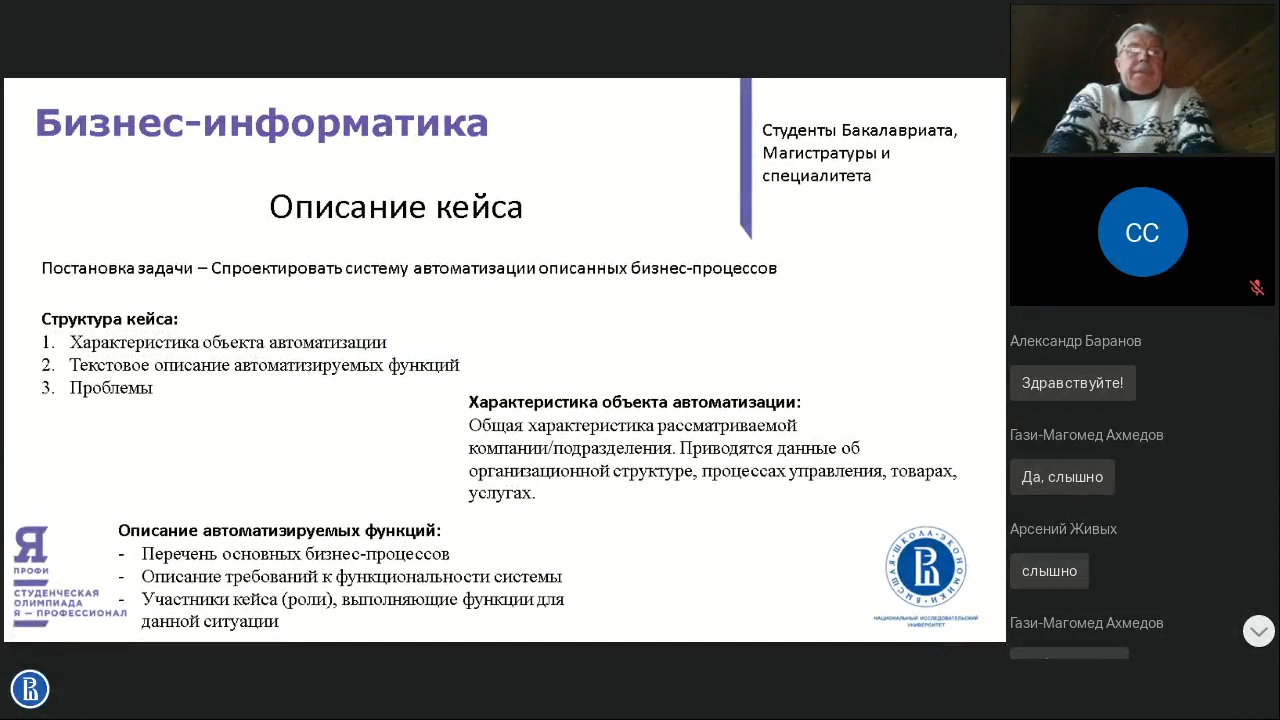 Бизнес-информатика
Студенты Бакалавриата,
Магистратуры и
специалитета
Описание кейса
Постановка задачи – Спроектировать систему автоматизации описанных бизнес-процессов
Структура кейса:
1. Характеристика объекта автоматизации
2. Текстовое описание автоматизируемых функций
3. Проблемы
Характеристика объекта автоматизации:
Общая характеристика рассматриваемой
компании/подразделения. Приводятся данные об
организационной структуре, процессах управления, товарах,
услугах.
Описание автоматизируемых функций:
- Перечень основных бизнес-процессов
- Описание требований к функциональности системы
- Участники кейса (роли), выполняющие функции для
данной ситуации
Я
ПРОФИ
СТУДЕНЧЕСКАЯ
ОЛИМПИАДА
Я – ПРОФЕССИОНАЛ
ВЫСШАЯ ШКОЛА ЭКОНОМИКИ
НАЦИОНАЛЬНЫЙ ИССЛЕДОВАТЕЛЬСКИЙ
УНИВЕРСИТЕТ
СС
Александр Баранов
Здравствуйте!
Гази-Магомед Ахмедов
Да, слышно
Арсений Живых
слышно
Гази-Магомед Ахмедов